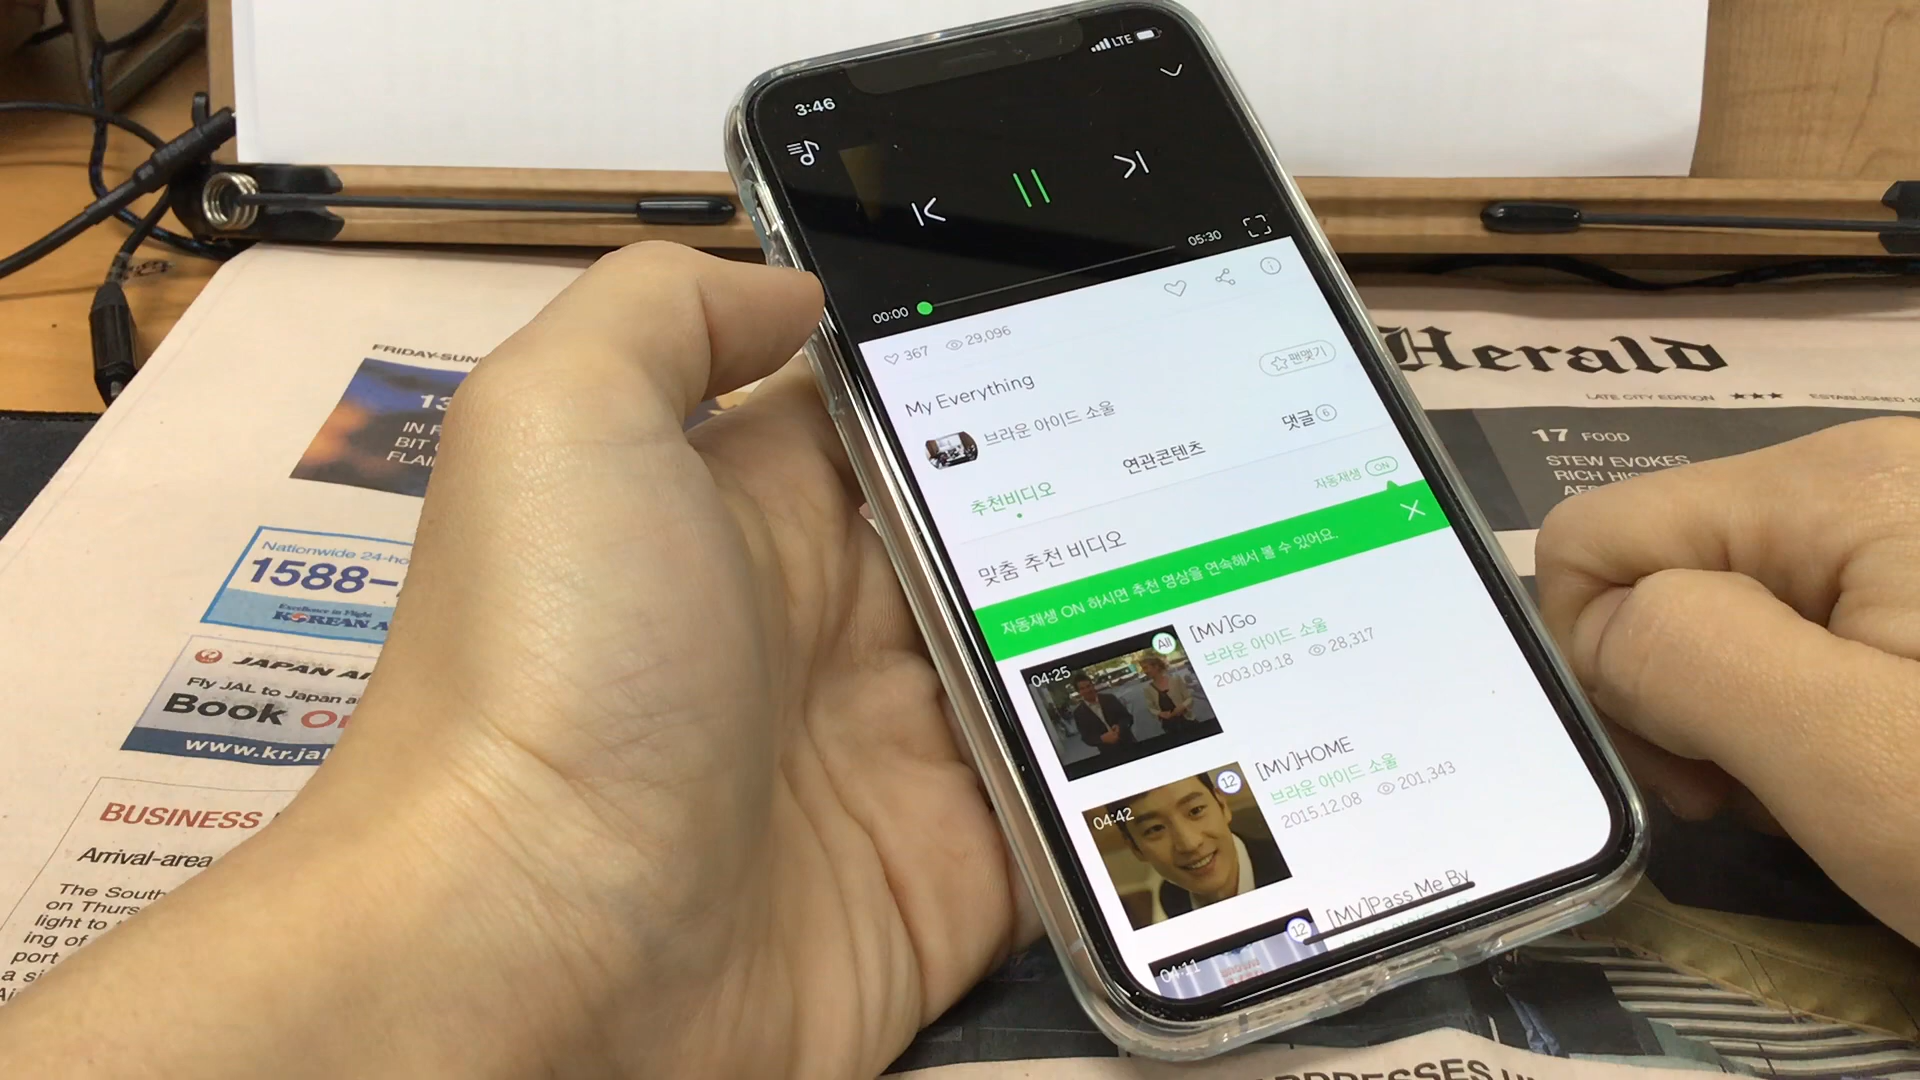 3:46
LTE
05:30
00:00
367
29,096
My Everything
팬맺기
브라운 아이드 소울
추천비디오
연관콘텐츠
댓글 6
자동재생 ON
맞춤 추천 비디오
자동재생 ON 하시면 추천 영상을 연속해서 볼 수 있어요.
04:25
All
[MV]Go
브라운 아이드 소울
2003.09.18
28,317
04:42
12
[MV]HOME
브라운 아이드 소울
2015.12.08
201,343
04:11
12
[MV]Pass Me By
FRIDAY-SUN
13
IN
BIT
Nationwide 24-ho
1588-
Excellence in Flight
KOREAN A
JAPAN
Fly JAL to Japan
Book
www.kr.jal
BUSINESS
Arrival-area
The South
on Thurs
light to
ing of
port
a
Herald
LATE CITY EDITION ★★★ ESTABLISHED
17 FOOD
STEW EVOKES
RICH